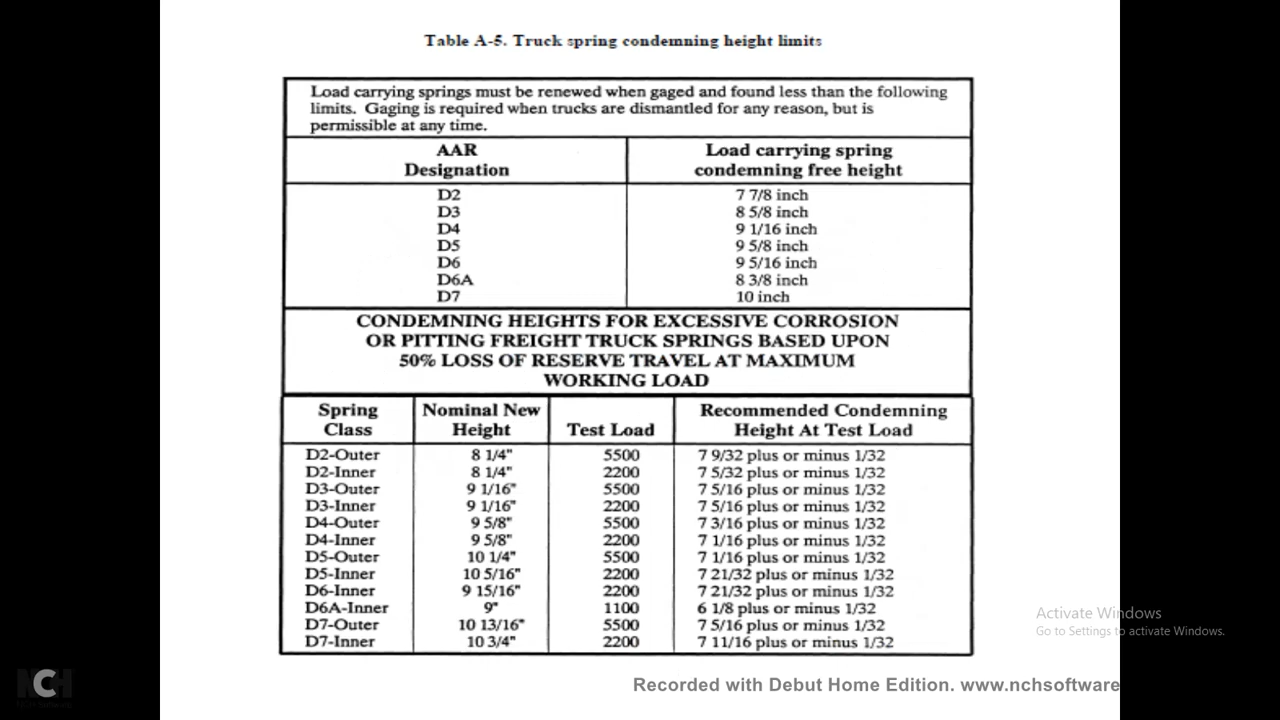 Table A-5. Truck spring condemning height limits
Load carrying springs must be renewed when gaged and found less than the following
limits. Gaging is required when trucks are dismantled for any reason, but is
permissible at any time.
AAR Load carrying spring
Designation condemning free height
D2 7 7/8 inch
D3 8 5/8 inch
D4 9 1/16 inch
D5 9 5/8 inch
D6 9 5/16 inch
D6A 8 3/8 inch
D7 10 inch
CONDEMNING HEIGHTS FOR EXCESSIVE CORROSION
OR PITTING FREIGHT TRUCK SPRINGS BASED UPON
50% LOSS OF RESERVE TRAVEL AT MAXIMUM
WORKING LOAD
Spring Nominal New Recommended Condemning
Class Height Test Load Height At Test Load
D2-Outer 8 1/4" 5500 7 9/32 plus or minus 1/32
D2-Inner 8 1/4" 2200 7 5/32 plus or minus 1/32
D3-Outer 9 1/16" 5500 7 5/16 plus or minus 1/32
D3-Inner 9 1/16" 2200 7 5/16 plus or minus 1/32
D4-Outer 9 5/8" 5500 7 3/16 plus or minus 1/32
D4-Inner 9 5/8" 2200 7 1/16 plus or minus 1/32
D5-Outer 10 1/4" 5500 7 1/16 plus or minus 1/32
D5-Inner 10 5/16" 2200 7 21/32 plus or minus 1/32
D6-Inner 9 15/16" 2200 7 21/32 plus or minus 1/32
D6A-Inner 9" 1100 6 1/8 plus or minus 1/32
D7-Outer 10 13/16" 5500 7 5/16 plus or minus 1/32
D7-Inner 10 3/4" 2200 7 11/16 plus or minus 1/32
Activate Windows
Go to Settings to activate Windows.
NCH
Recorded with Debut Home Edition. www.nchsoftware